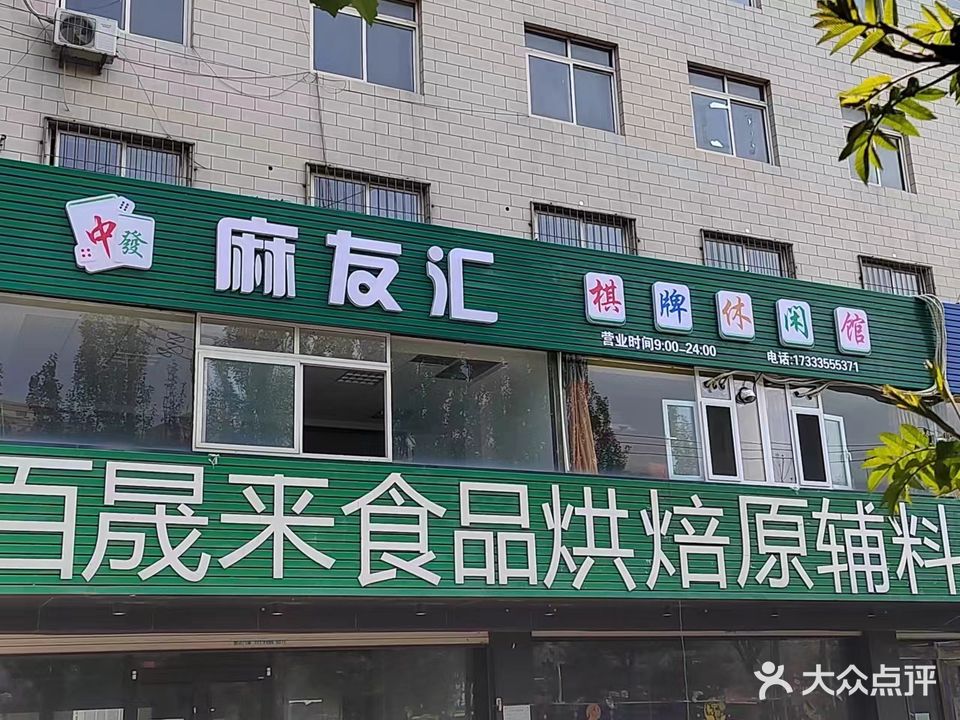 中發
麻友汇
棋牌休闲馆
营业时间9:00-24:00
电话:17333555371
百晟来食品烘焙原辅料
大众点评